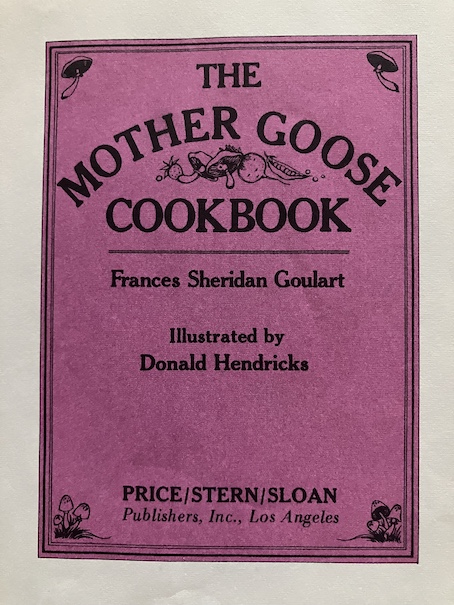 THE
MOTHER GOOSE
COOKBOOK
Frances Sheridan Goulart
Illustrated by
Donald Hendricks
PRICE/STERN/SLOAN
Publishers, Inc., Los Angeles